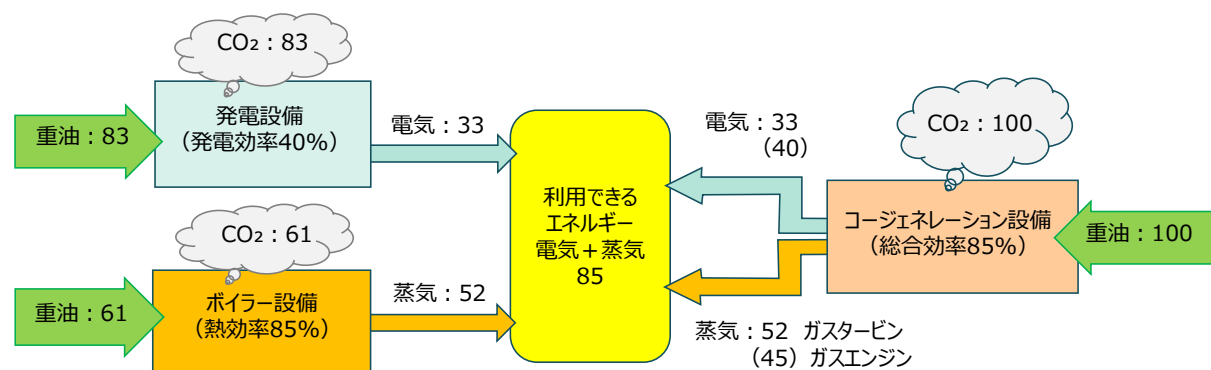 CO₂：83
重油：83
発電設備
（発電効率40%）
電気：33
CO₂：61
重油：61
ボイラー設備
（熱効率85%）
蒸気：52
利用できる
エネルギー
電気＋蒸気
85
電気：33
（40）
CO₂：100
コージェネレーション設備
（総合効率85%）
重油：100
蒸気：52 ガスタービン
（45）ガスエンジン